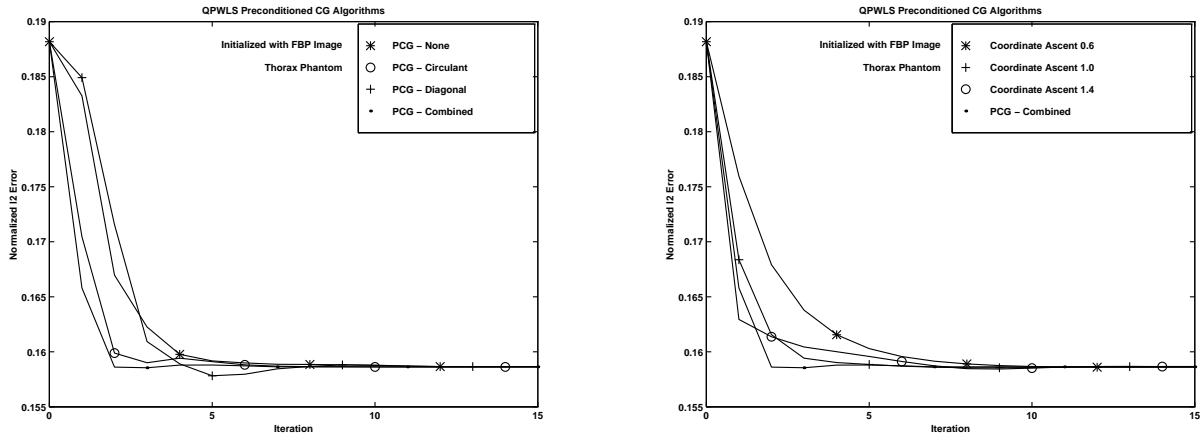 QPWLS Preconditioned CG Algorithms
Initialized with FBP Image
Thorax Phantom
PCG – None
PCG – Circulant
PCG – Diagonal
PCG – Combined
Normalized l2 Error
0.19
0.185
0.18
0.175
0.17
0.165
0.16
0.155
0
5
10
15
Iteration
QPWLS Preconditioned CG Algorithms
Initialized with FBP Image
Thorax Phantom
Coordinate Ascent 0.6
Coordinate Ascent 1.0
Coordinate Ascent 1.4
PCG – Combined
Normalized l2 Error
0.19
0.185
0.18
0.175
0.17
0.165
0.16
0.155
0
5
10
15
Iteration